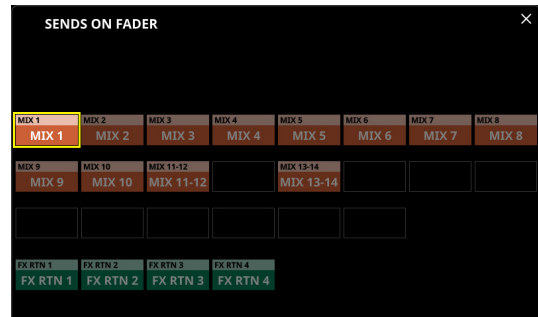 SENDS ON FADER
MIX 1 MIX 2 MIX 3 MIX 4 MIX 5 MIX 6 MIX 7 MIX 8
MIX 1 MIX 2 MIX 3 MIX 4 MIX 5 MIX 6 MIX 7 MIX 8
MIX 9 MIX 10 MIX 11-12 MIX 13-14
MIX 9 MIX 10 MIX 11-12 MIX 13-14
FX RTN 1 FX RTN 2 FX RTN 3 FX RTN 4
FX RTN 1 FX RTN 2 FX RTN 3 FX RTN 4